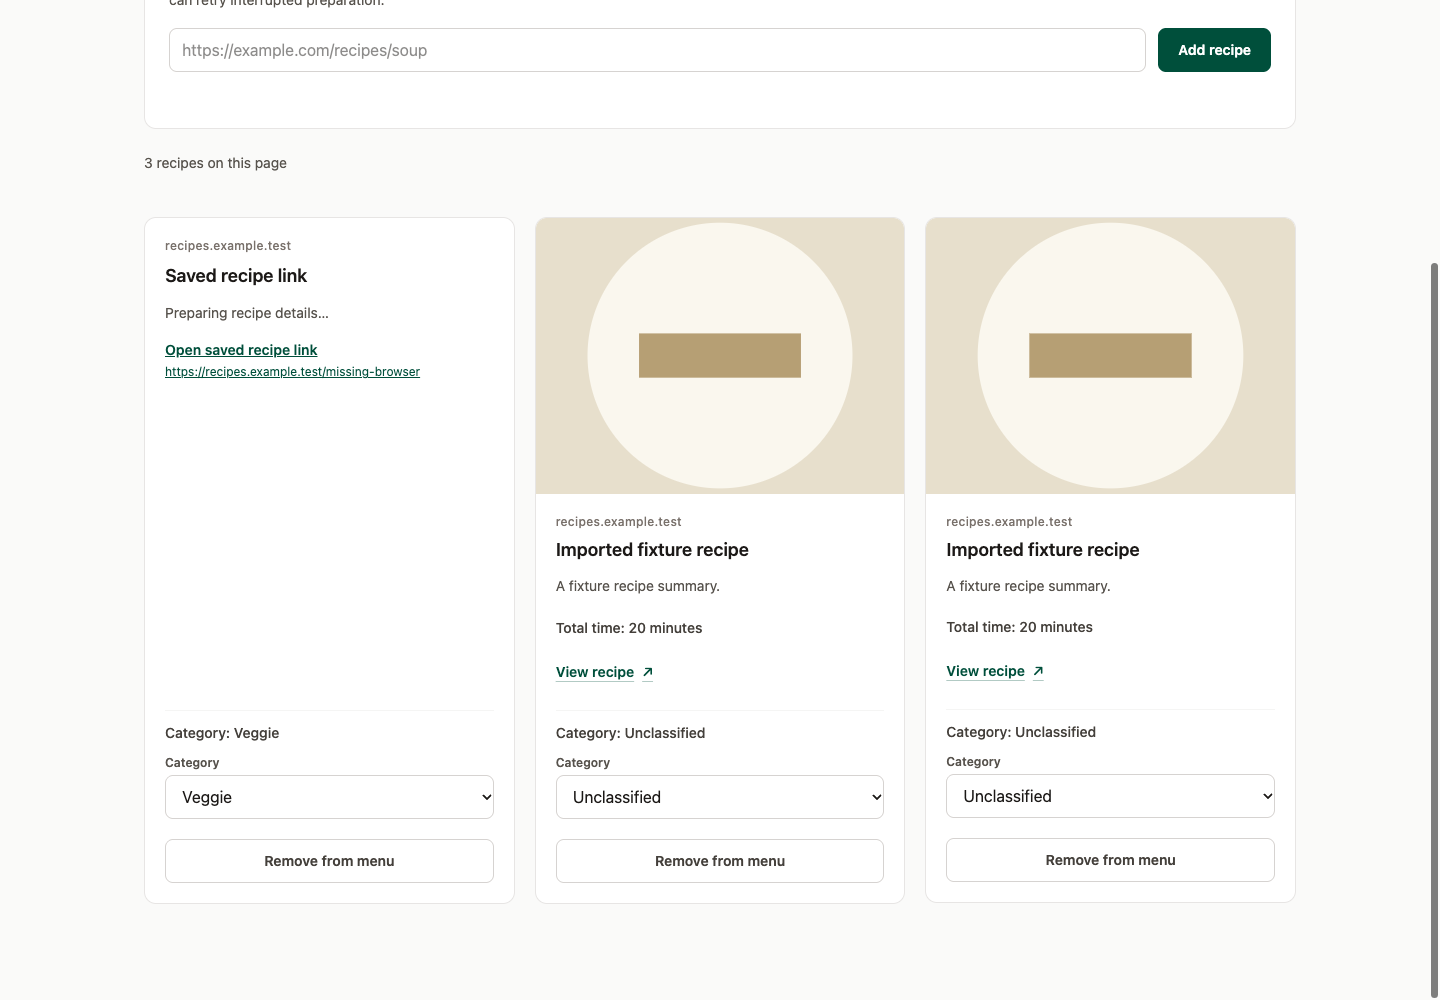 can retry interrupted preparation.
https://example.com/recipes/soup
Add recipe
3 recipes on this page
recipes.example.test
Saved recipe link
Preparing recipe details...
Open saved recipe link
https://recipes.example.test/missing-browser
Category: Veggie
Category
Veggie
Remove from menu
recipes.example.test
Imported fixture recipe
A fixture recipe summary.
Total time: 20 minutes
View recipe ↗
Category: Unclassified
Category
Unclassified
Remove from menu
recipes.example.test
Imported fixture recipe
A fixture recipe summary.
Total time: 20 minutes
View recipe ↗
Category: Unclassified
Category
Unclassified
Remove from menu